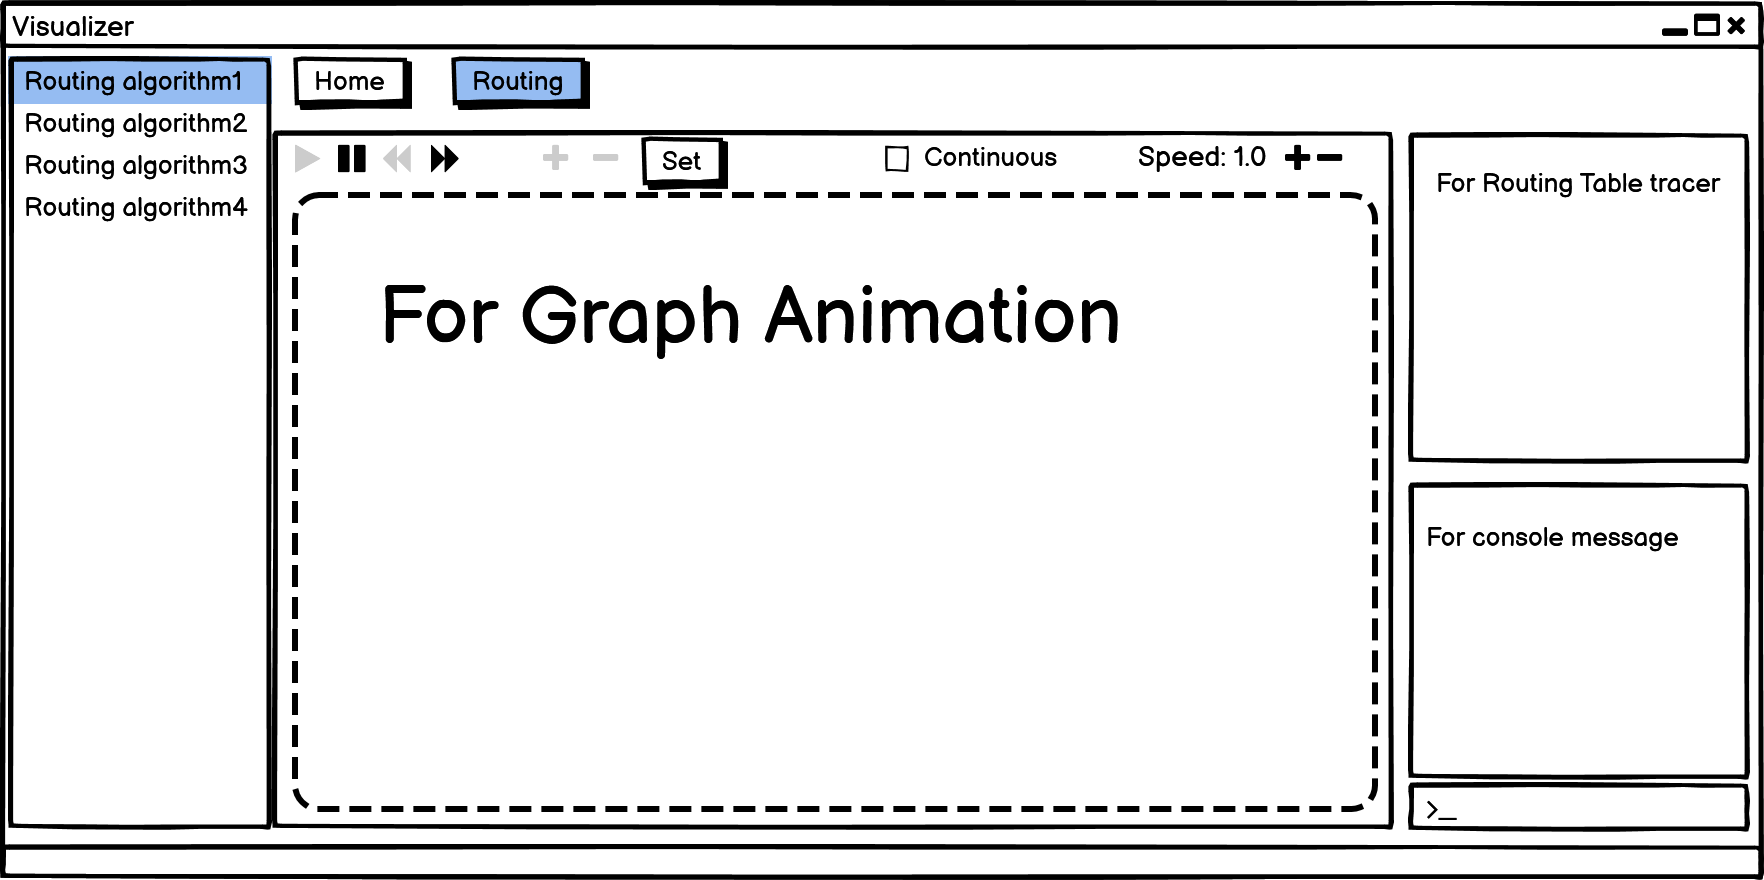 Visualizer
Routing algorithm1
Routing algorithm2
Routing algorithm3
Routing algorithm4
Home
Routing
Set
Continuous
Speed: 1.0
For Graph Animation
For Routing Table tracer
For console message
>_